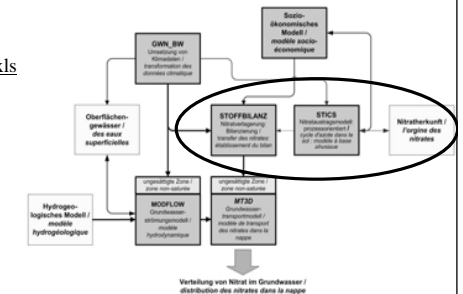 kls
Sozio-
ökonomisches
Modell /
modèle socio-
économique
GWN_BW
Umsetzung von
Klimadaten /
transformation des
données climatique
Oberflächen-
gewässer /
des eaux
superficielles
STOFFBILANZ
Nitratverlagerung
Bilanzierung /
transfer des nitrates:
établissement du bilan
STICS
Nitrataustragsmodell:
prozessorientiert /
cycle d'azote dans le
sol : modèle à base
physique
Nitratherkunft /
l'orgine des
nitrates
ungesättigte Zone /
zone non-saturée
ungesättigte Zone /
zone non-saturée
Hydrogeo-
logisches Modell /
modèle
hydrogéologique
MODFLOW
Grundwasser-
strömungsmodell /
modèle
hydrodynamique
MT3D
Grundwasser-
transportmodell /
modèle de transport
des nitrates dans la
nappe
Verteilung von Nitrat im Grundwasser /
distribution des nitrates dans la nappe